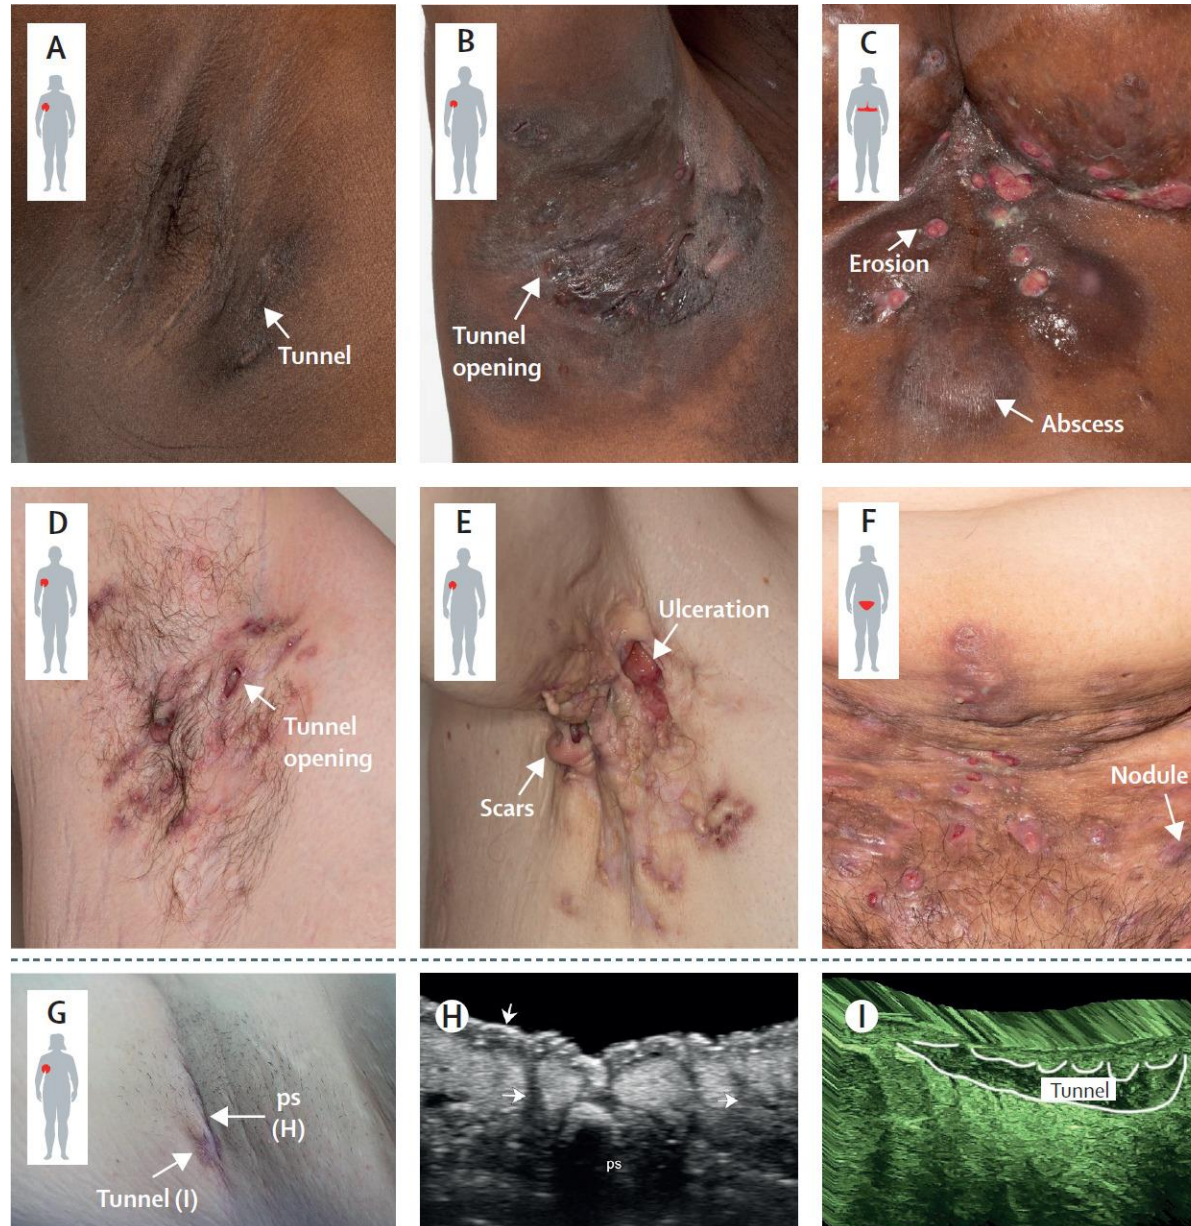 A
Tunnel
B
Tunnel
opening
C
Erosion
Abscess
D
Tunnel
opening
E
Ulceration
Scars
F
Nodule
G
ps
(H)
Tunnel (I)
H
ps
I
Tunnel